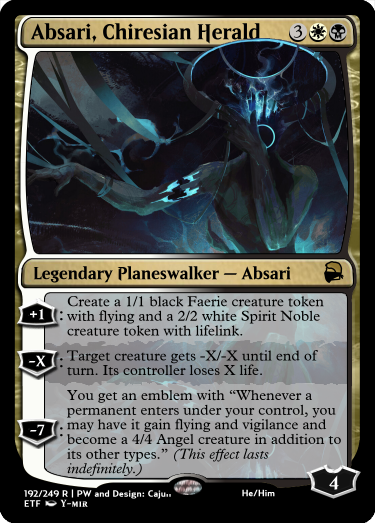 Absari, Chiresian Herald 3
Legendary Planeswalker — Absari
+1 : Create a 1/1 black Faerie creature token
with flying and a 2/2 white Spirit Noble
creature token with lifelink.
-X : Target creature gets -X/-X until end of
turn. Its controller loses X life.
-7 : You get an emblem with “Whenever a
permanent enters under your control, you
may have it gain flying and vigilance and
become a 4/4 Angel creature in addition to
its other types.” (This effect lasts
indefinitely.)
4
192/249 R | PW and Design: Cajun He/Him
ETF Y-Mir